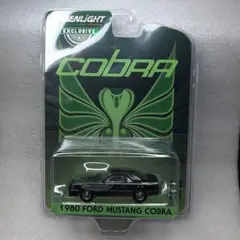 GREENLIGHT
EXCLUSIVE
COBRA
1980 FORD MUSTANG COBRA